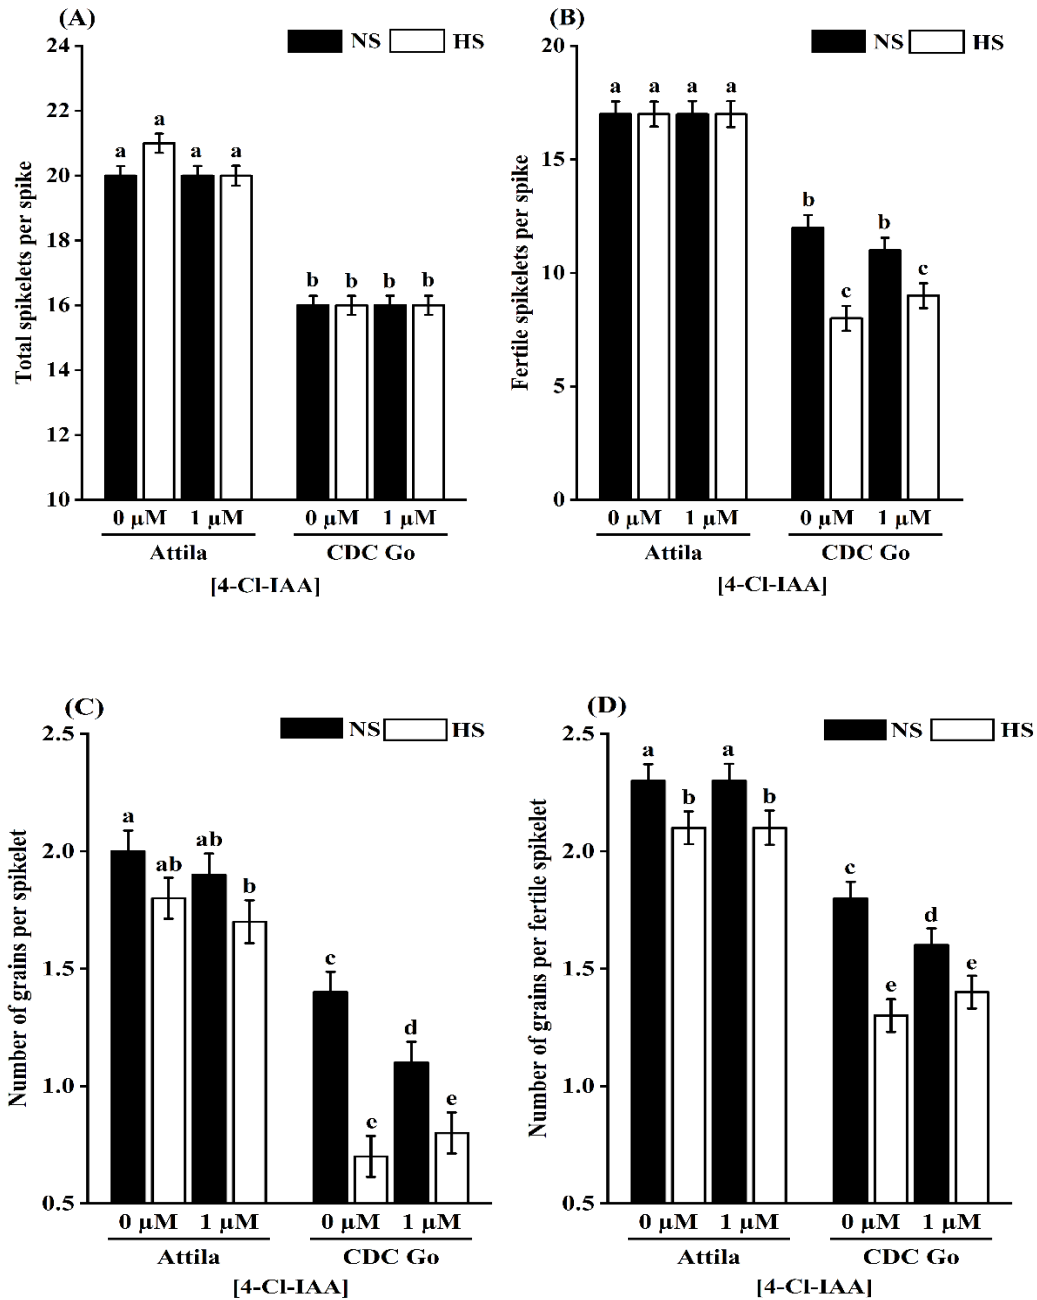 (A)
NS HS
24
22
20
18
16
14
12
10
Total spikelets per spike
a a a a
b b b b
0 µM 1 µM 0 µM 1 µM
Attila CDC Go
[4-Cl-IAA]
(B)
NS HS
20
15
10
5
0
Fertile spikelets per spike
a a a a
b c b c
0 µM 1 µM 0 µM 1 µM
Attila CDC Go
[4-Cl-IAA]
(C)
NS HS
2.5
2.0
1.5
1.0
0.5
Number of grains per spikelet
a ab ab b
c e d e
0 µM 1 µM 0 µM 1 µM
Attila CDC Go
[4-Cl-IAA]
(D)
NS HS
2.5
2.0
1.5
1.0
0.5
Number of grains per fertile spikelet
a b a b
c e d e
0 µM 1 µM 0 µM 1 µM
Attila CDC Go
[4-Cl-IAA]